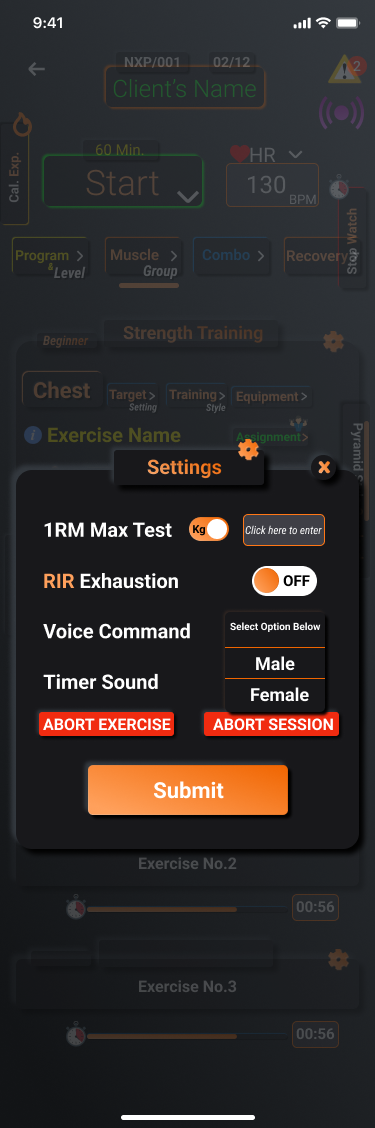 9:41
NXP/001 02/12
Client's Name
2
Cal. Exp.
60 Min.
Start
HR
130
BPM
Stop Watch
Program
& Level
Muscle
Group
Combo
Recovery
Beginner
Strength Training
Chest
Target
Setting
Training
Style
Equipment
i Exercise Name
Assignment
Pyramid S
Settings
X
1RM Max Test
Kg
Click here to enter
RIR Exhaustion
OFF
Voice Command
Select Option Below
Male
Timer Sound
Female
ABORT EXERCISE
ABORT SESSION
Submit
Exercise No.2
00:56
Exercise No.3
00:56